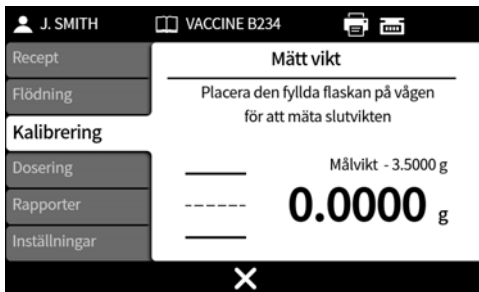 J. SMITH
VACCINE B234
Recept
Flödning
Kalibrering
Dosering
Rapporter
Inställningar
Mätt vikt
Placera den fyllda flaskan på vågen
för att mäta slutvikten
Målvikt - 3.5000 g
0.0000 g